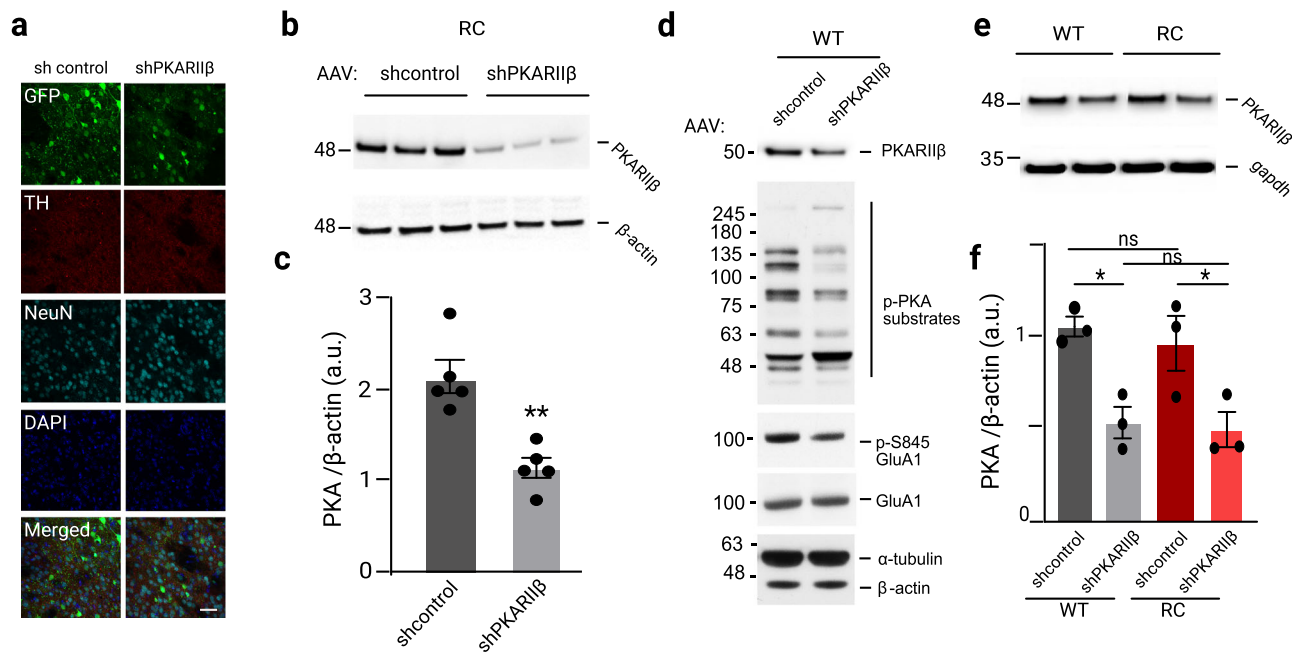 a
sh control shPKARIIβ
GFP
TH
NeuN
DAPI
Merged
b
RC
AAV: shcontrol shPKARIIβ
48
PKARIIβ
48
β-actin
c
PKA /β-actin (a.u.)
3
2
1
0
**
shcontrol
shPKARIIβ
d
WT
AAV:
shcontrol
shPKARIIβ
50
PKARIIβ
245
180
135
100
75
63
48
p-PKA
substrates
100
p-S845
GluA1
100
GluA1
63
48
α-tubulin
β-actin
e
WT RC
48
PKARIIβ
35
gapdh
f
PKA /β-actin (a.u.)
1
0
ns
ns
* *
shcontrol
shPKARIIβ
shcontrol
shPKARIIβ
WT RC